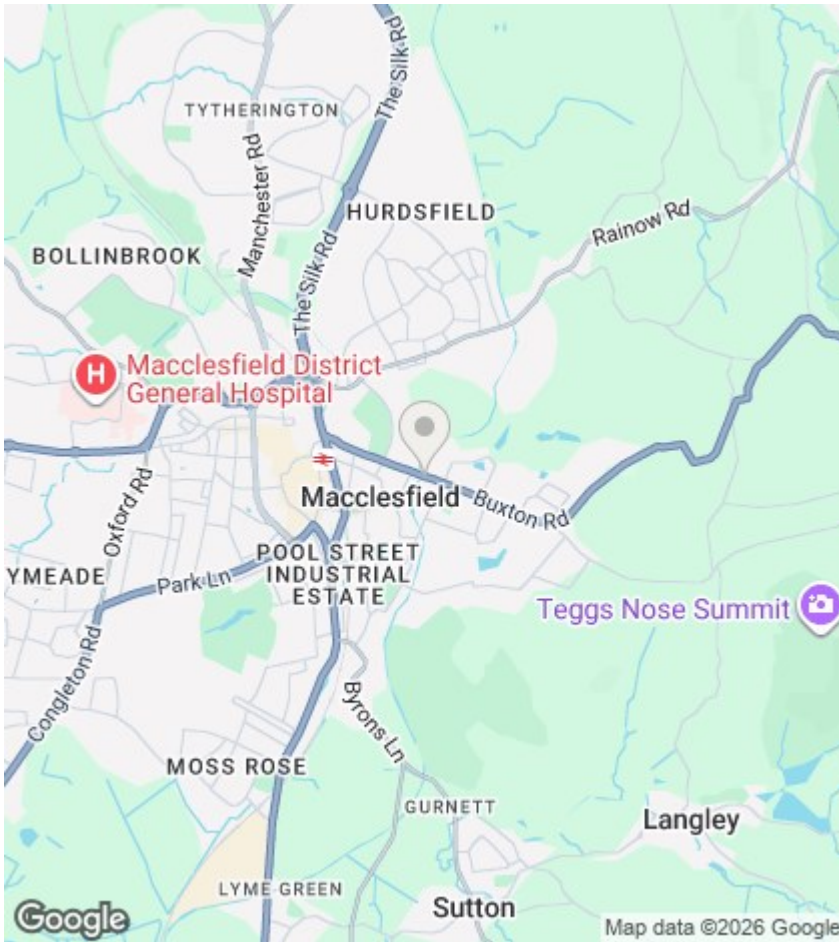 The Silk Rd
TYTHERINGTON
Manchester Rd
HURDSFIELD
Rainow Rd
BOLLINBROOK
The Silk Rd
H
Macclesfield District
General Hospital
Oxford Rd
Macclesfield
Buxton Rd
POOL STREET
INDUSTRIAL
ESTATE
YMEADE
Park Ln
Teggs Nose Summit
Congleton Rd
Byrons Ln
MOSS ROSE
GURNETT
Langley
LYME GREEN
Sutton
Google
Map data ©2026 Google